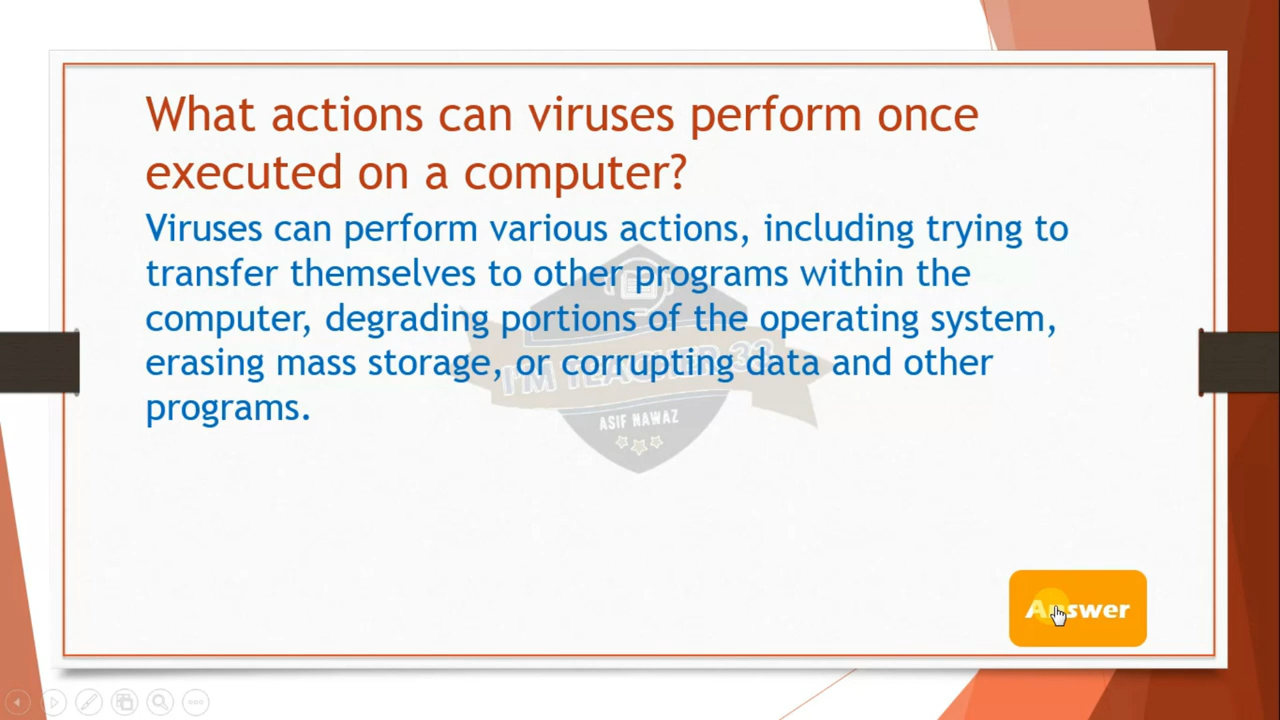 What actions can viruses perform once
executed on a computer?
Viruses can perform various actions, including trying to
transfer themselves to other programs within the
computer, degrading portions of the operating system,
erasing mass storage, or corrupting data and other
programs.
I'M TEACHER 32
ASIF NAWAZ
Answer